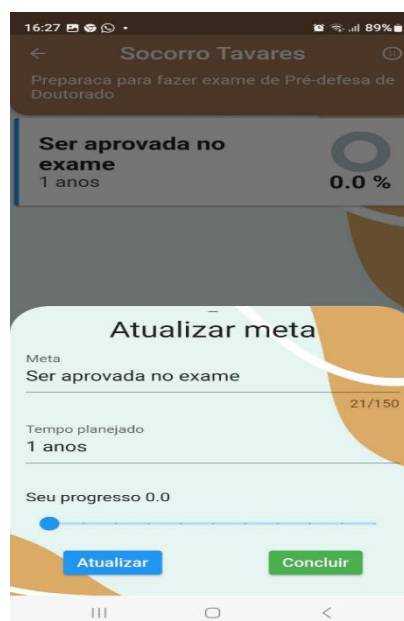 16:27
89%
Socorro Tavares
Preparaca para fazer exame de Pré-defesa de
Doutorado
Ser aprovada no
exame
1 anos
0.0 %
Atualizar meta
Meta
Ser aprovada no exame
21/150
Tempo planejado
1 anos
Seu progresso 0.0
Atualizar
Concluir